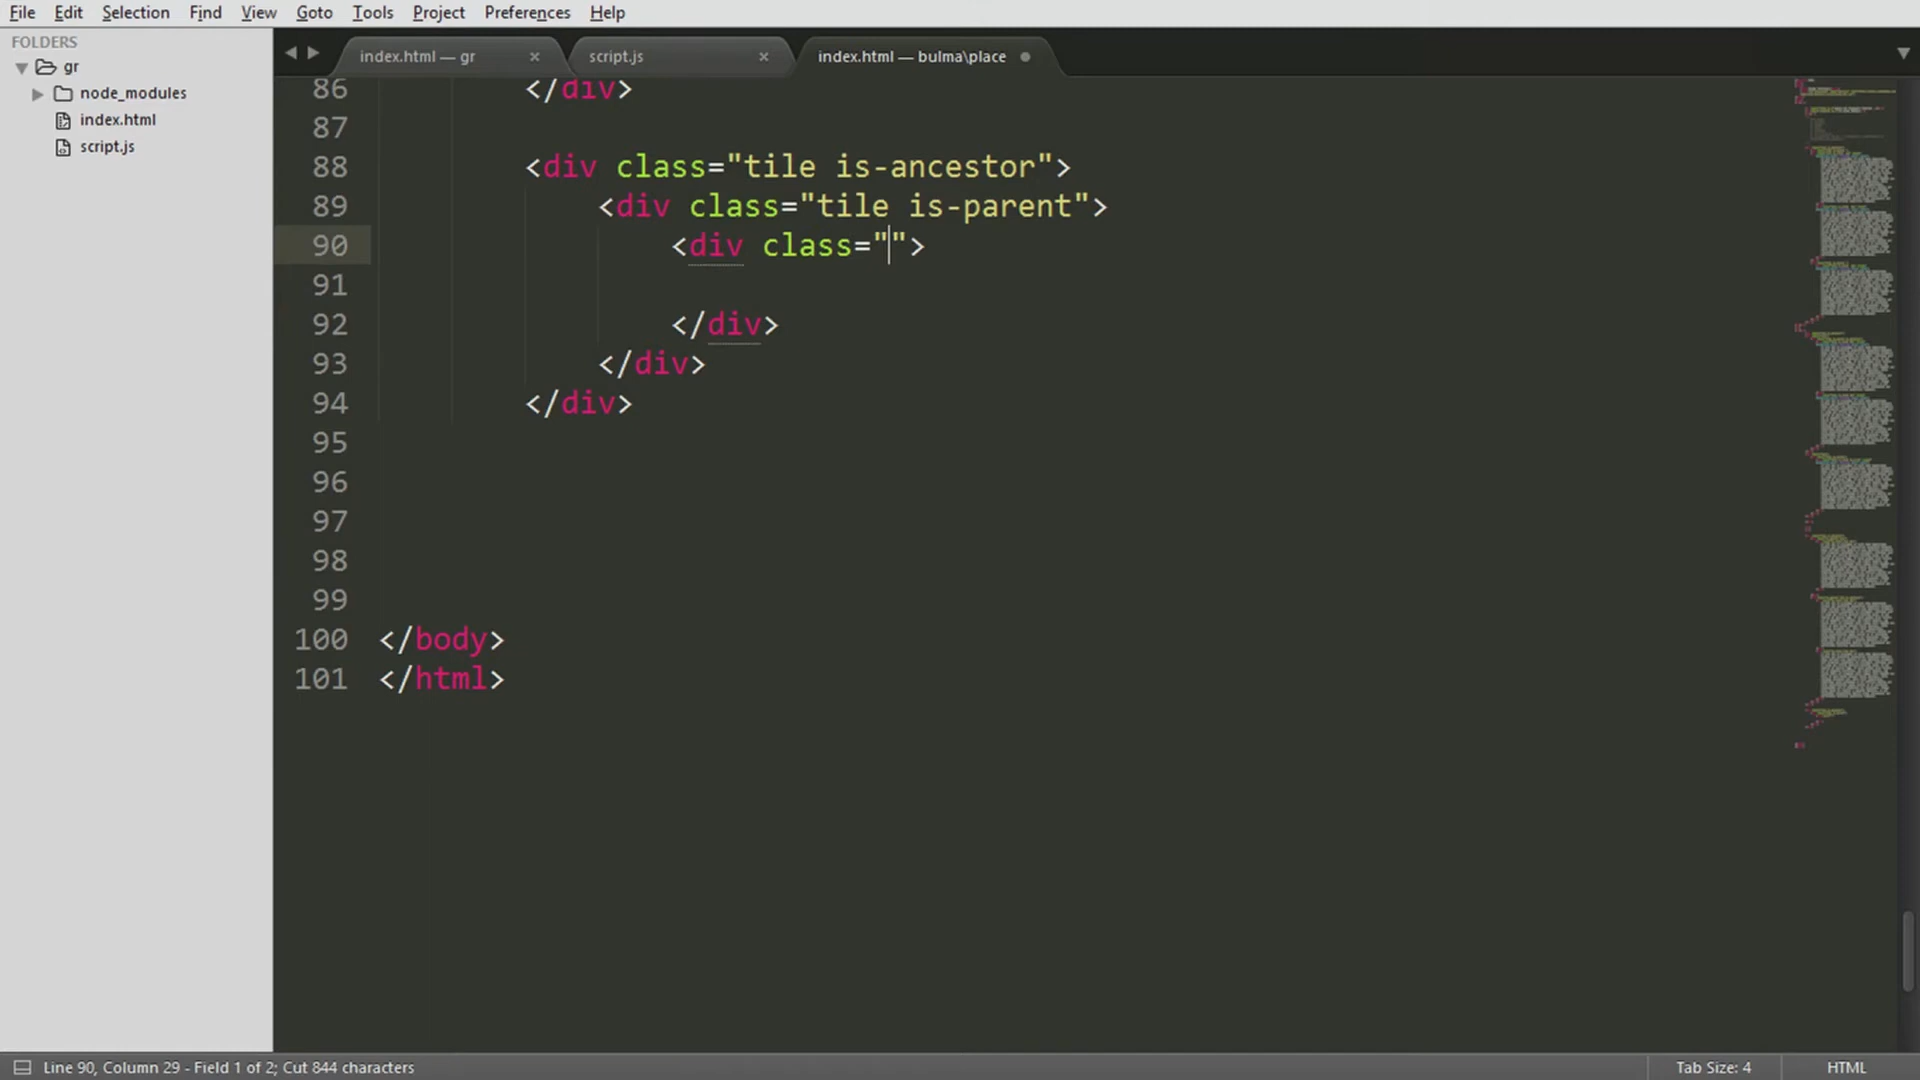 File Edit Selection Find View Goto Tools Project Preferences Help
FOLDERS
gr
node_modules
index.html
script.js
index.html — gr × script.js × index.html — bulma\place
86 </div>
87
88 <div class="tile is-ancestor">
89 <div class="tile is-parent">
90 <div class="">
91
92 </div>
93 </div>
94 </div>
95
96
97
98
99
100 </body>
101 </html>
Line 90, Column 29 - Field 1 of 2; Cut 844 characters Tab Size: 4 HTML